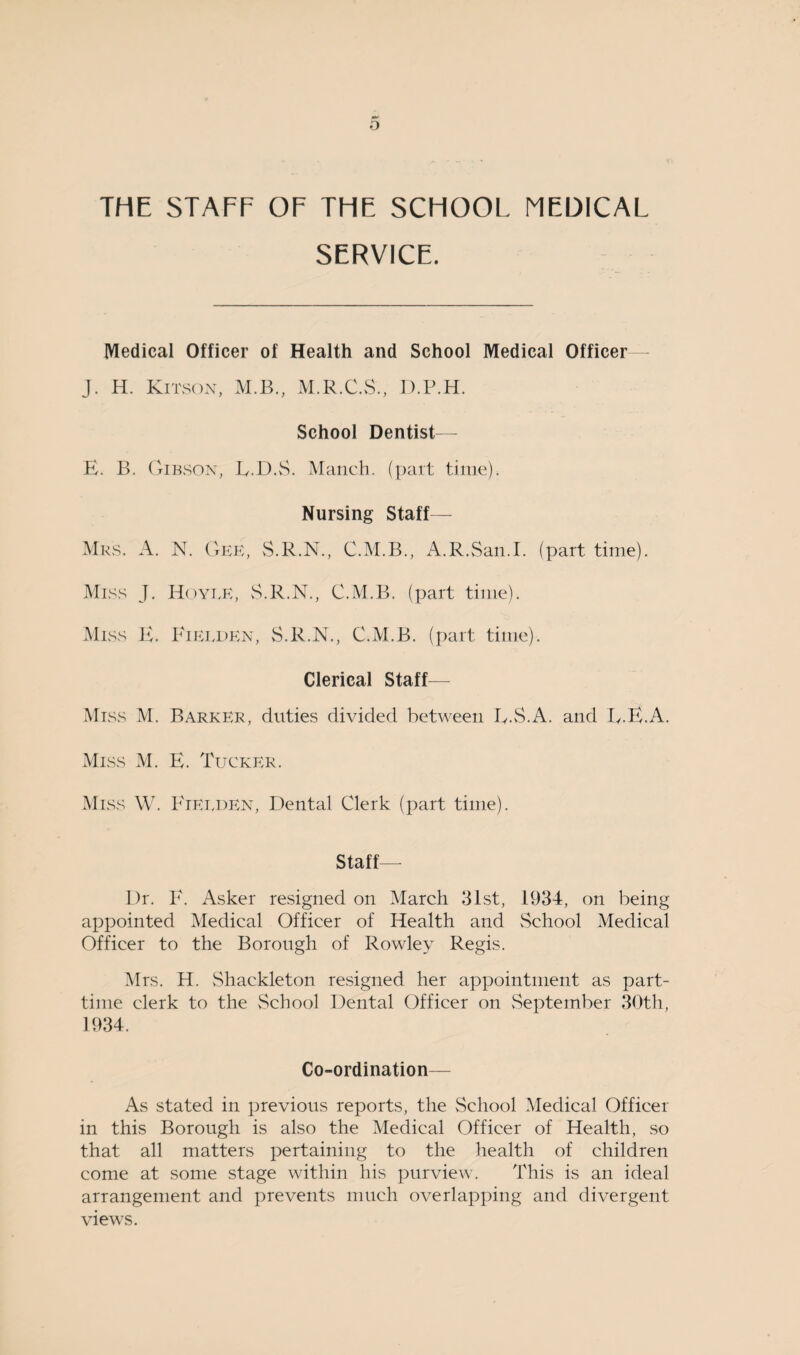 5
THE STAFF OF THE SCHOOL MEDICAL
SERVICE.
Medical Officer of Health and School Medical Officer—
J. H. Kitson, M.B., M.R.C.S., D.P.H.
School Dentist—
E. B. Gibson, L.D.S. Manch. (part time).
Nursing Staff—
Mrs. A. N. Gee, S.R.N., C.M.B., A.R.San.I. (part time).
Miss J. Hoyle, S.R.N., C.M.B. (part time).
Miss E. Fielden, S.R.N., C.M.B. (part time).
Clerical Staff—
Miss M. Barker, duties divided between L.S.A. and L.E.A.
Miss M. E. Tucker.
Miss W. Fielden, Dental Clerk (part time).
Staff—
Dr. F. Asker resigned on March 31st, 1934, on being
appointed Medical Officer of Health and School Medical
Officer to the Borough of Rowley Regis.
Mrs. H. Shackleton resigned her appointment as part-
time clerk to the School Dental Officer on September 30th,
1934.
Co-ordination—
As stated in previous reports, the School Medical Officer
in this Borough is also the Medical Officer of Health, so
that all matters pertaining to the health of children
come at some stage within his purview. This is an ideal
arrangement and prevents much overlapping and divergent
views.